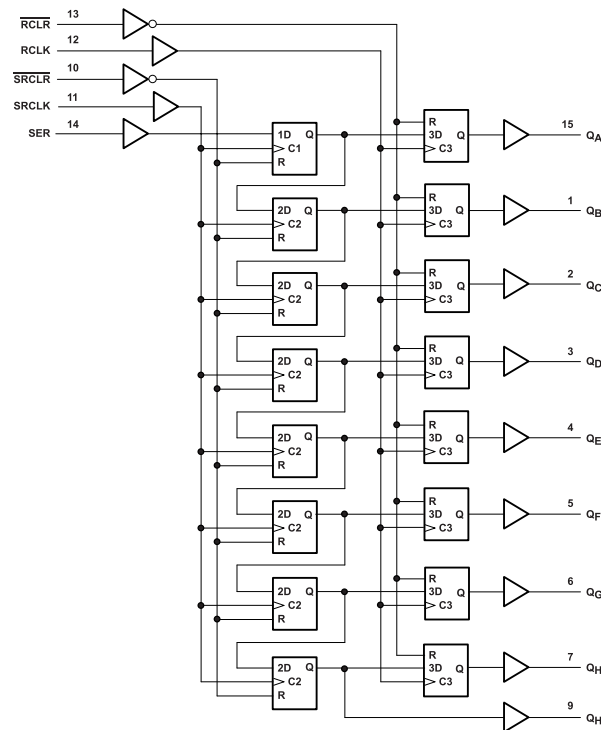 RCLR 13
RCLK 12
SRCLR 10
SRCLK 11
SER 14
1D Q C1 R
R 3D Q C3
15 QA
2D Q C2 R
R 3D Q C3
1 QB
2D Q C2 R
R 3D Q C3
2 QC
2D Q C2 R
R 3D Q C3
3 QD
2D Q C2 R
R 3D Q C3
4 QE
2D Q C2 R
R 3D Q C3
5 QF
2D Q C2 R
R 3D Q C3
6 QG
2D Q C2 R
R 3D Q C3
7 QH
9 QH